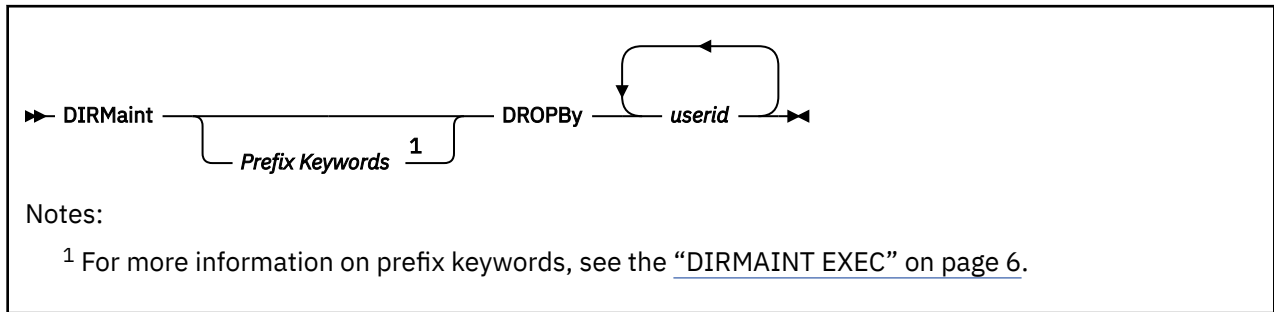 DIRMaint DROPBy userid
Prefix Keywords 1
Notes:
1 For more information on prefix keywords, see the “DIRMAINT EXEC” on page 6.